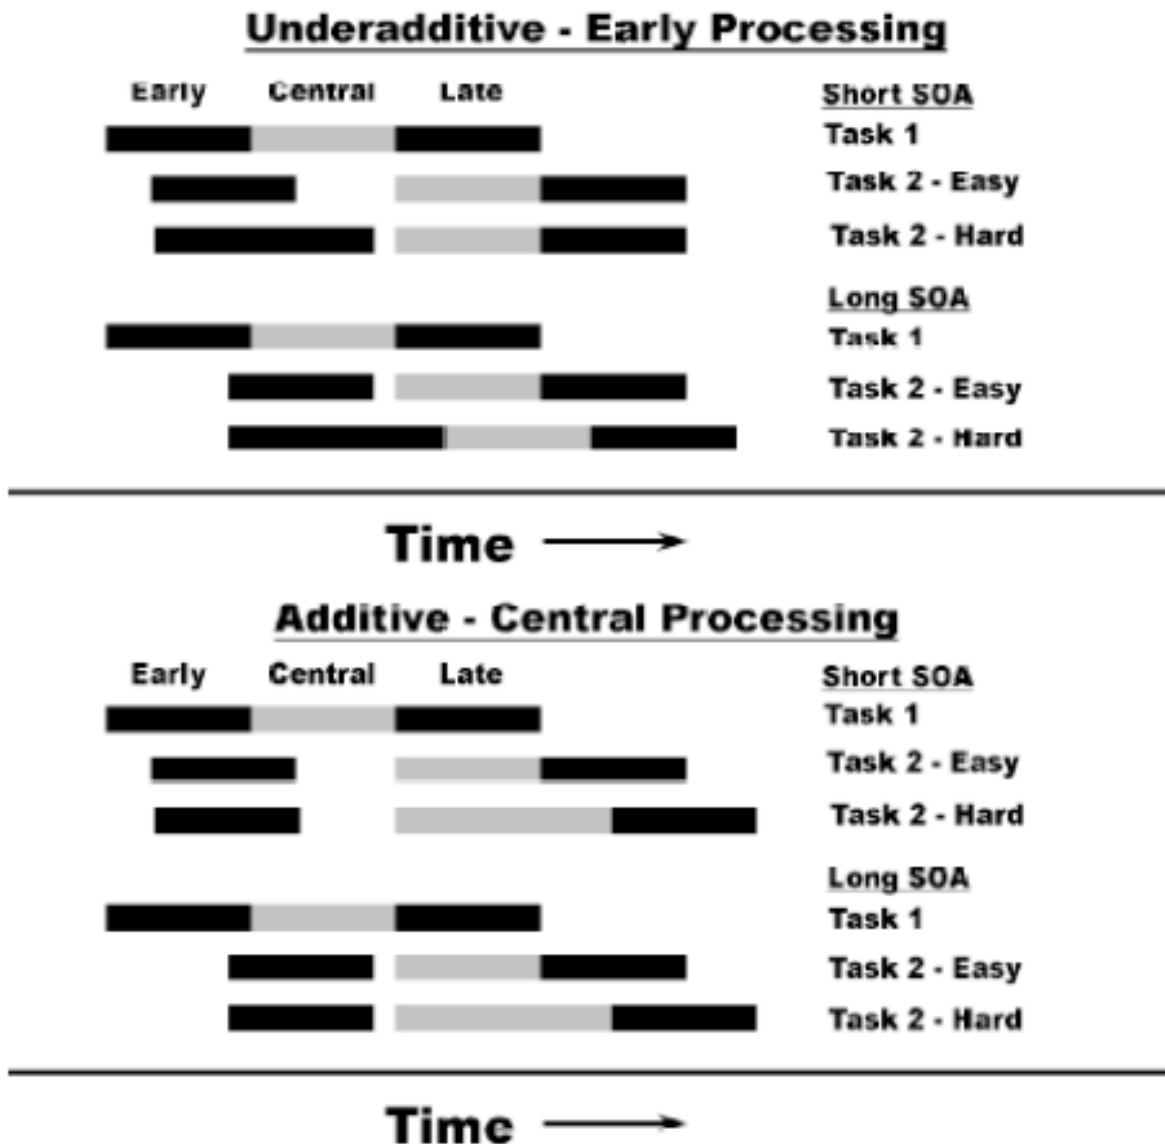 Underadditive - Early Processing
Early Central Late Short SOA
Task 1
Task 2 - Easy
Task 2 - Hard
Long SOA
Task 1
Task 2 - Easy
Task 2 - Hard
Time
Additive - Central Processing
Early Central Late Short SOA
Task 1
Task 2 - Easy
Task 2 - Hard
Long SOA
Task 1
Task 2 - Easy
Task 2 - Hard
Time